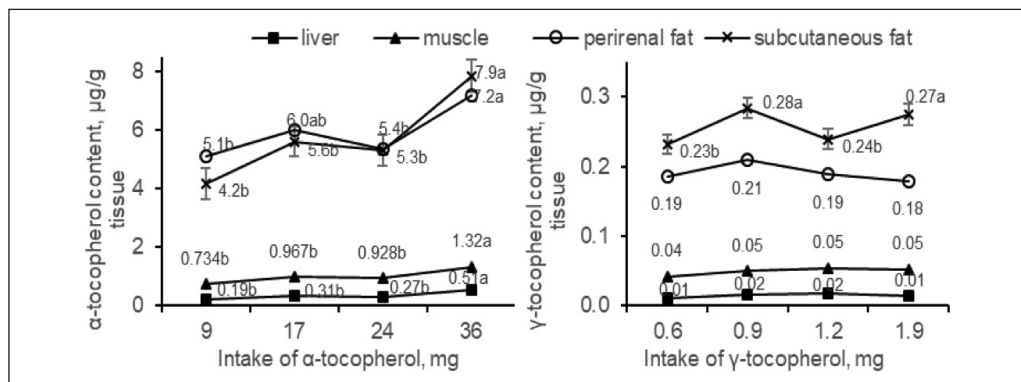 liver muscle perirenal fat subcutaneous fat
α-tocopherol content, µg/g
tissue
8
6
4
2
0
5.1b 6.0ab 5.4b 7.2a
4.2b 5.6b 5.3b 7.9a
0.734b 0.967b 0.928b 1.32a
0.19b 0.31b 0.27b 0.51a
9 17 24 36
Intake of α-tocopherol, mg
γ-tocopherol content, µg/g
tissue
0.3
0.2
0.1
0.0
0.23b 0.28a 0.24b 0.27a
0.19 0.21 0.19 0.18
0.04 0.05 0.05 0.05
0.01 0.02 0.02 0.01
0.6 0.9 1.2 1.9
Intake of γ-tocopherol, mg